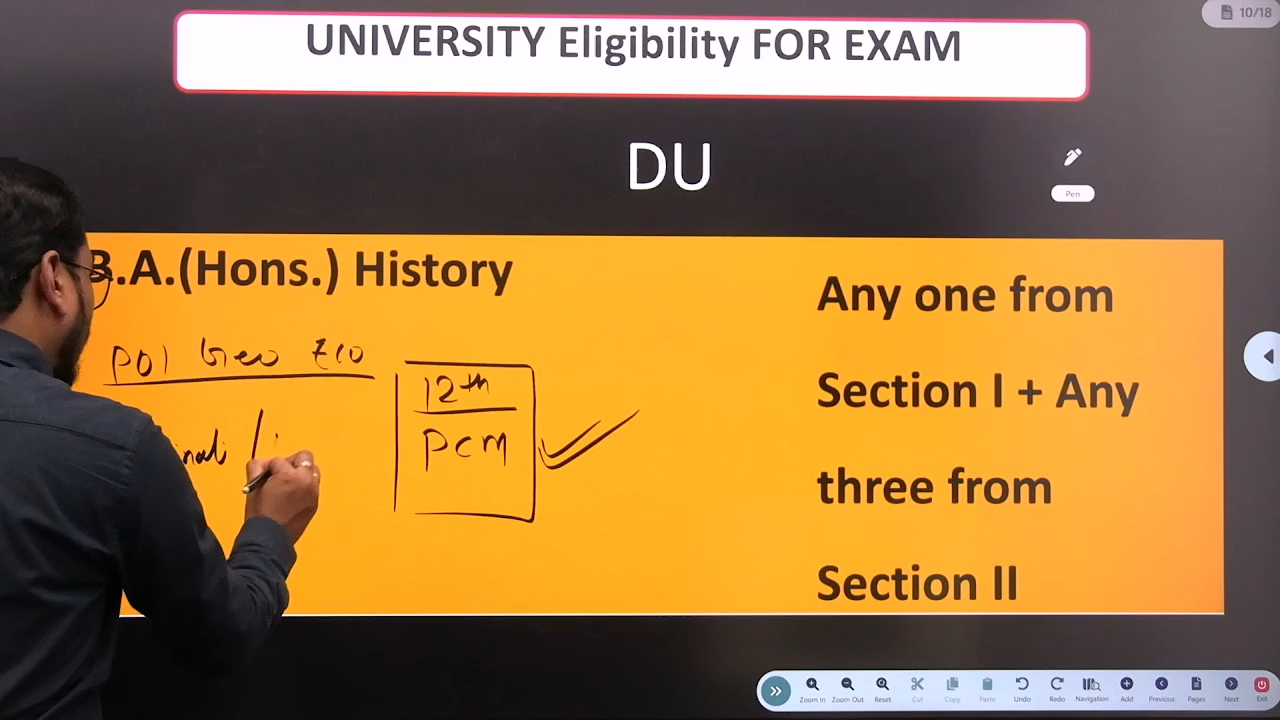 10/18
UNIVERSITY Eligibility FOR EXAM
DU
Pen
B.A.(Hons.) History
Any one from
Section I + Any
three from
Section II
POl Geo Eco
12th
PCM
Zoom In Zoom Out Reset Cut Copy Paste Undo Redo Navigation Add Previous Pages Next Exit